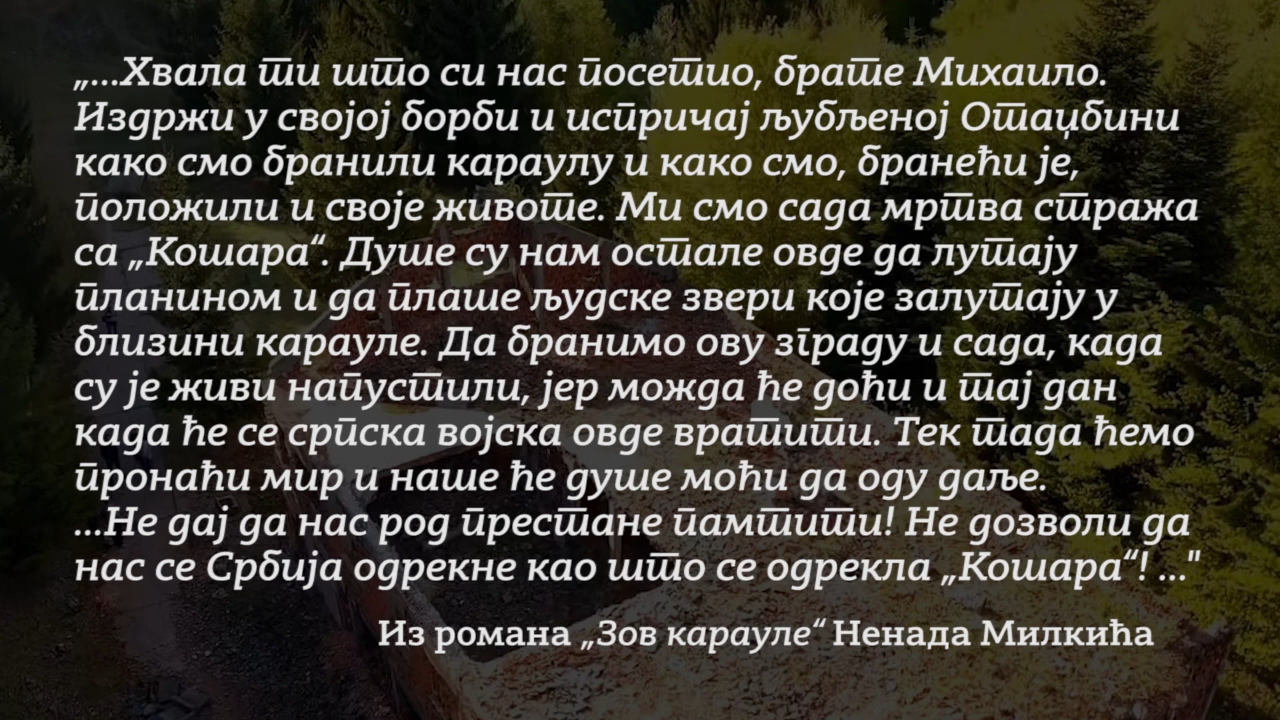 „...Хвала ти што си нас посетио, брате Михаило.
Издржи у својој борби и испричај љубљеној Отаџбини
како смо бранили караулу и како смо, бранећи је,
положили и своје животе. Ми смо сада мртва стража
са „Кошара“. Душе су нам остале овде да лутају
планином и да плаше људске звери које залутају у
близини карауле. Да бранимо ову зграду и сада, када
су је живи напустили, јер можда ће доћи и тај дан
када ће се српска војска овде вратити. Тек тада ћемо
пронаћи мир и наше ће душе моћи да оду даље.
...Не дај да нас род престане памтити! Не дозволи да
нас се Србија одрекне као што се одрекла „Кошара“! ..."
Из романа „Зов карауле“ Ненада Милкића